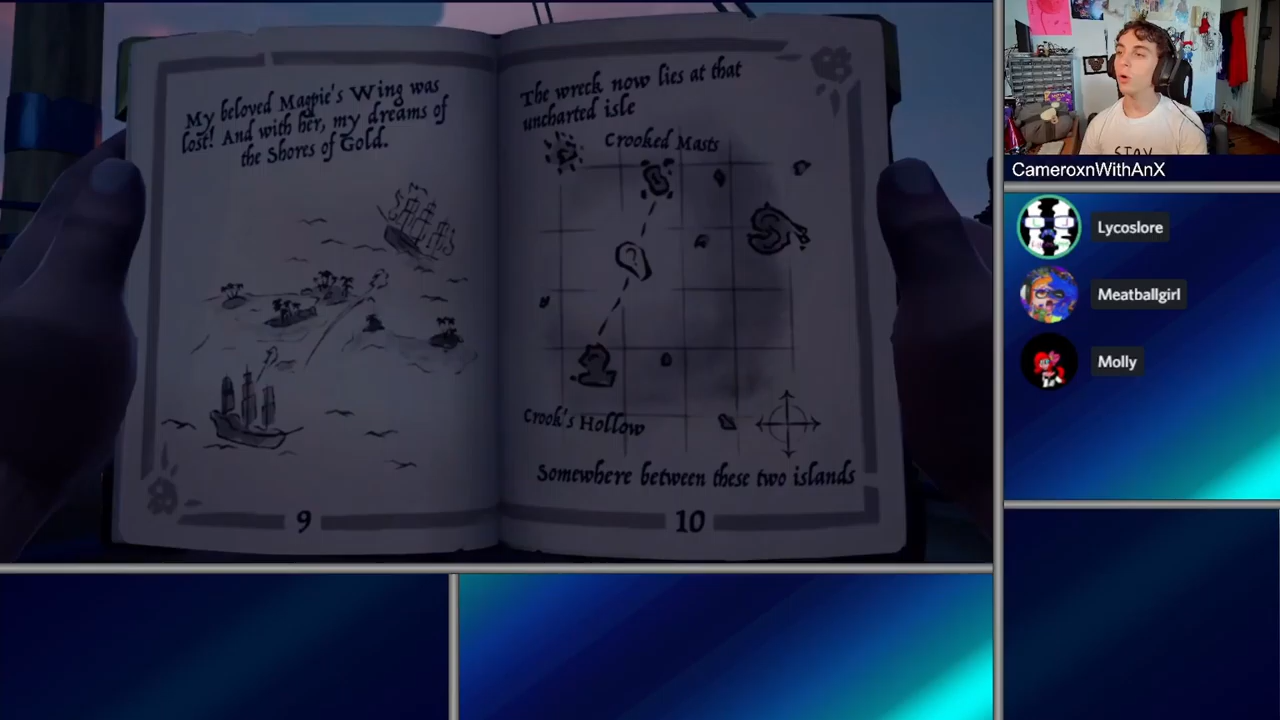 My beloved Magpie's Wing was
lost! And with her, my dreams of
the Shores of Gold.
9
The wreck now lies at that
uncharted isle
Crooked Masts
?
Crook's Hollow
Somewhere between these two islands
10
STAY
CameroxnWithAnX
Lycoslore
Meatballgirl
Molly